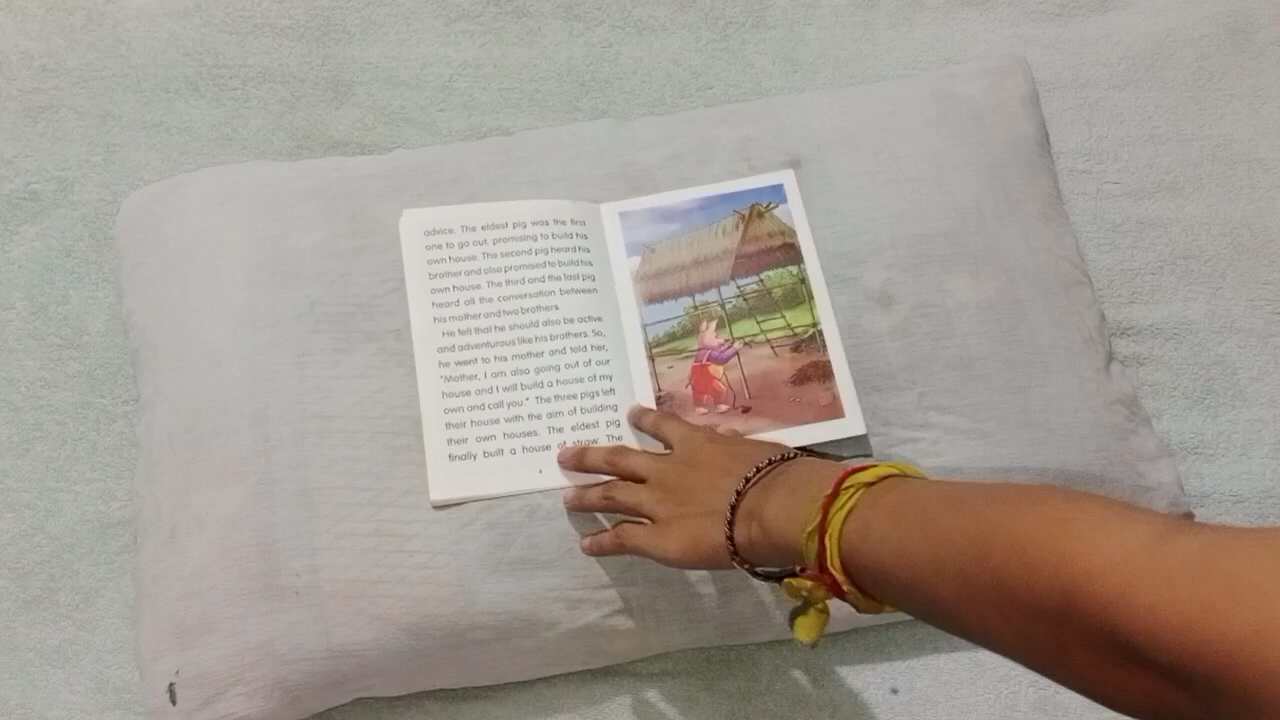 advice. The eldest pig was the first
one to go out, promising to build his
own house. The second pig heard his
brother and also promised to build his
own house. The third and the last pig
heard all the conversation between
his mother and two brothers.
He felt that he should also be active
and adventurous like his brothers. So,
he went to his mother and told her,
"Mother, I am also going out of our
house and I will build a house of my
own and call you." The three pigs left
their house with the aim of building
their own houses. The eldest pig
finally built a house of straw. The
4